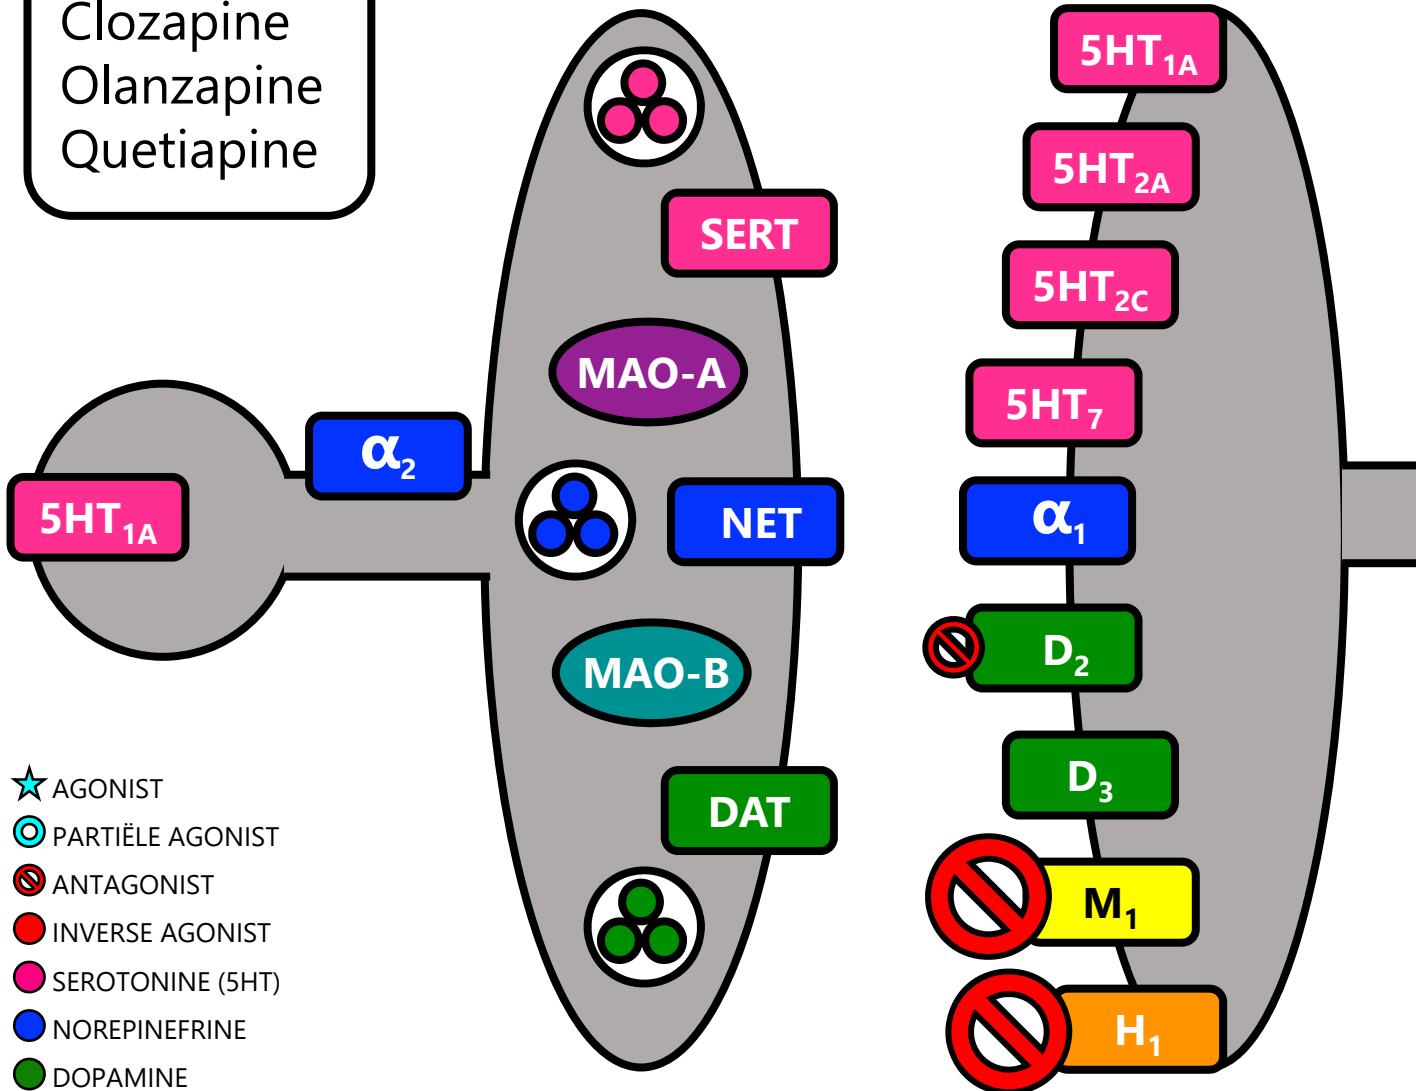 Clozapine
Olanzapine
Quetiapine
5HT1A
5HT2A
SERT
5HT2C
MAO-A
5HT7
α2
5HT1A
NET
α1
D2
MAO-B
D3
DAT
M1
H1
AGONIST
PARTIËLE AGONIST
ANTAGONIST
INVERSE AGONIST
SEROTONINE (5HT)
NOREPINEFRINE
DOPAMINE